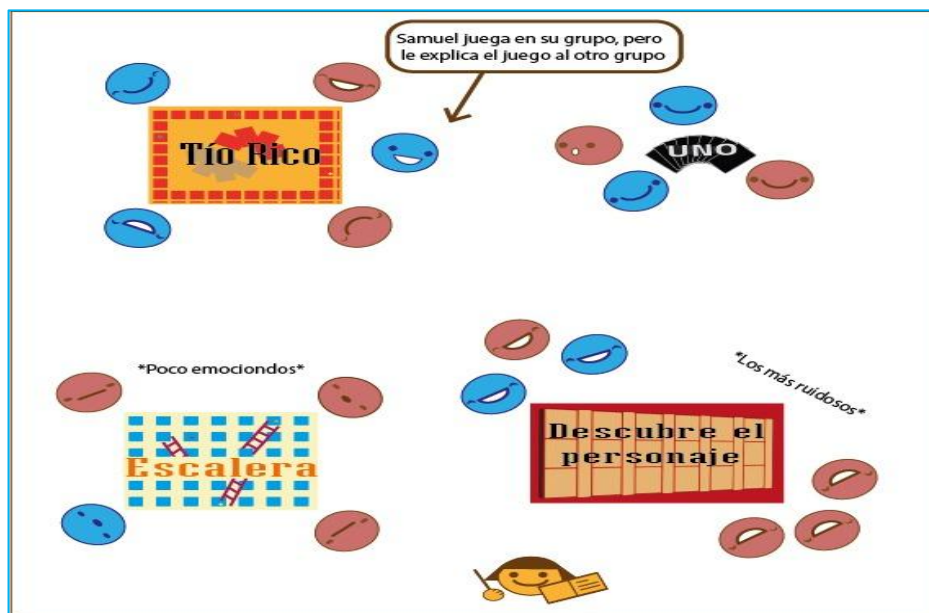 Samuel juega en su grupo, pero
le explica el juego al otro grupo
Tío Rico
UNO
*Poco emociondos*
*Los más ruidosos*
Escalera
Descubre el
personaje